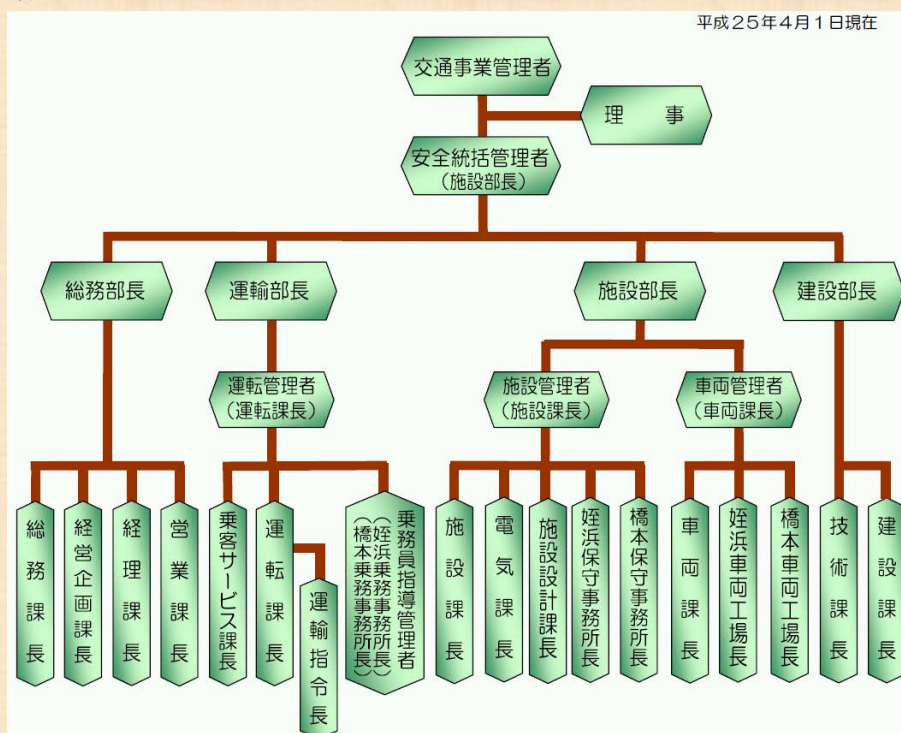 平成25年4月1日現在
交通事業管理者
理　事
安全統括管理者
(施設部長)
総務部長
運輸部長
施設部長
建設部長
運転管理者
(運転課長)
施設管理者
(施設課長)
車両管理者
(車両課長)
総務課長
経営企画課長
経理課長
営業課長
乗客サービス課長
運転課長
運輸指令長
乗務員指導管理者
(姪浜乗務事務所長)
(橋本乗務事務所長)
施設課長
電気課長
施設設計課長
姪浜保守事務所長
橋本保守事務所長
車両課長
姪浜車両工場長
橋本車両工場長
技術課長
建設課長